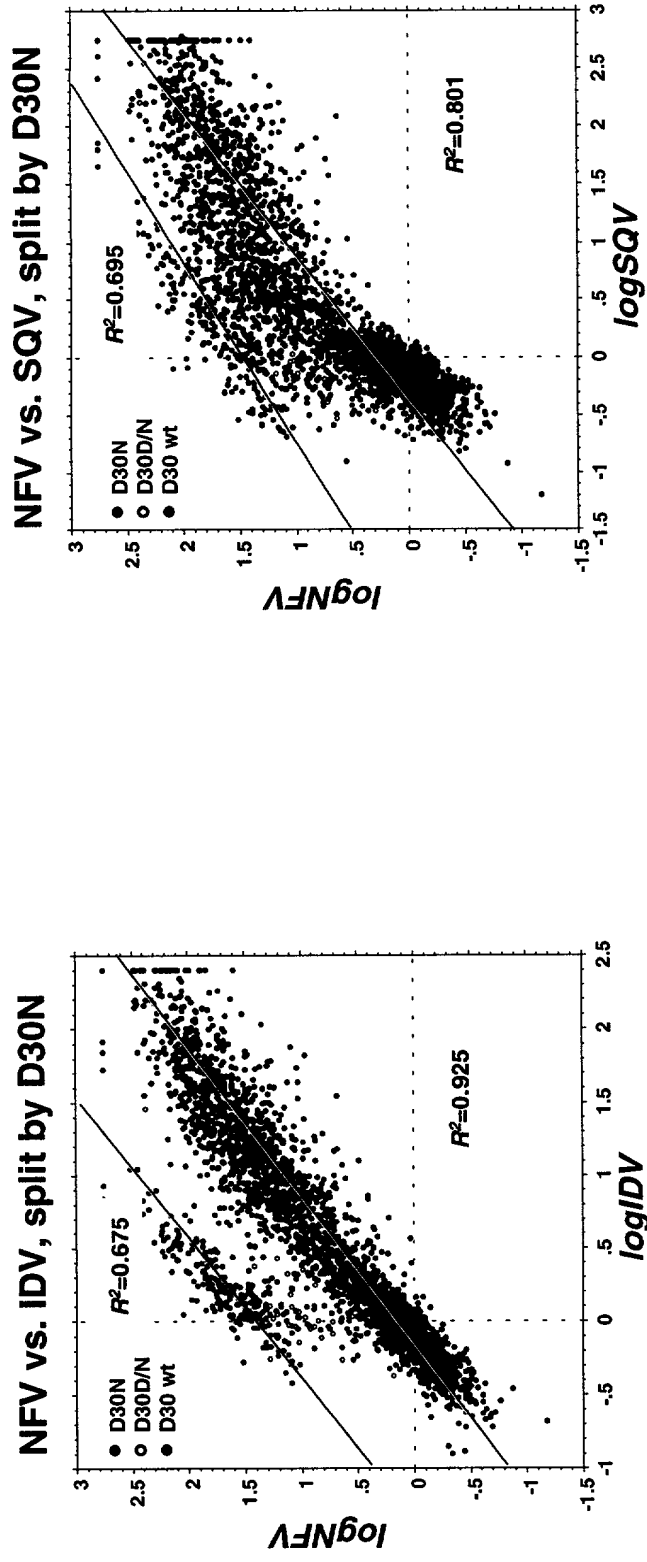 NFV vs. IDV, split by D30N
D30N
D30D/N
D30 wt
R²=0.675
R²=0.925
logNFV
3
2.5
2
1.5
1
.5
0
-.5
-1
-1.5
-1
-.5
0
.5
1
1.5
2
2.5
logIDV
NFV vs. SQV, split by D30N
D30N
D30D/N
D30 wt
R²=0.695
R²=0.801
logNFV
3
2.5
2
1.5
1
.5
0
-.5
-1
-1.5
-1.5
-1
-.5
0
.5
1
1.5
2
2.5
3
logSQV